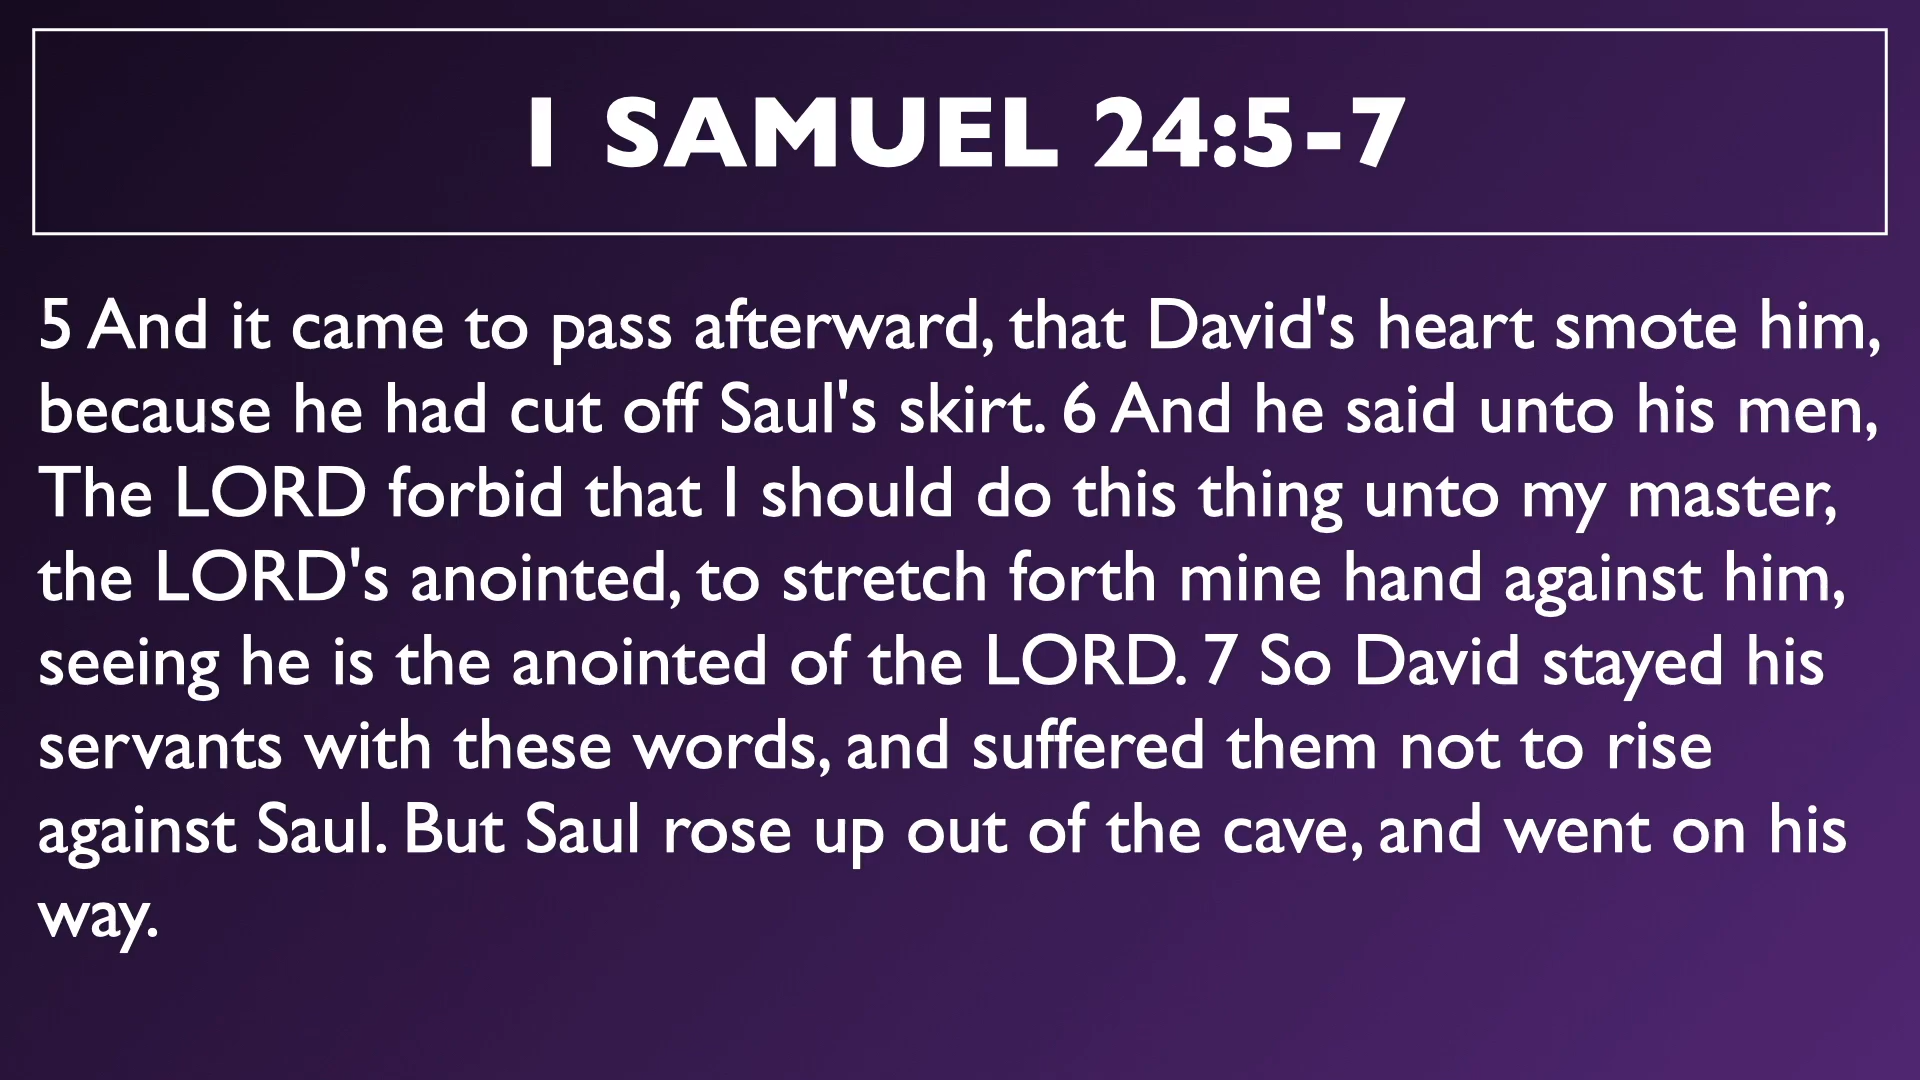 1 SAMUEL 24:5-7
5 And it came to pass afterward, that David's heart smote him,
because he had cut off Saul's skirt. 6 And he said unto his men,
The LORD forbid that I should do this thing unto my master,
the LORD's anointed, to stretch forth mine hand against him,
seeing he is the anointed of the LORD. 7 So David stayed his
servants with these words, and suffered them not to rise
against Saul. But Saul rose up out of the cave, and went on his
way.